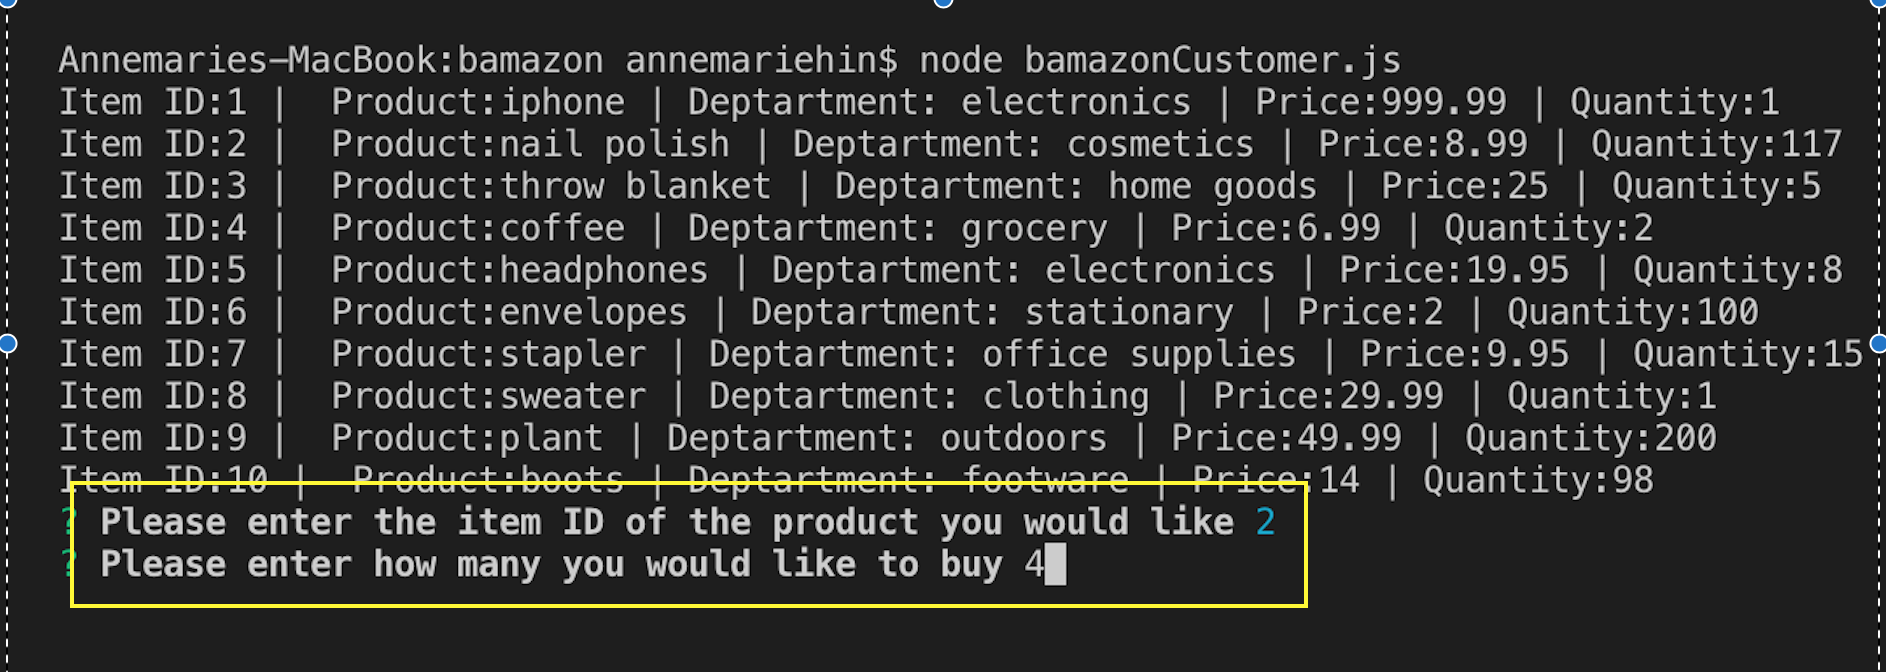 Annemaries-MacBook:bamazon annemariehin$ node bamazonCustomer.js
Item ID:1 |  Product:iphone | Deptartment: electronics | Price:999.99 | Quantity:1
Item ID:2 |  Product:nail polish | Deptartment: cosmetics | Price:8.99 | Quantity:117
Item ID:3 |  Product:throw blanket | Deptartment: home goods | Price:25 | Quantity:5
Item ID:4 |  Product:coffee | Deptartment: grocery | Price:6.99 | Quantity:2
Item ID:5 |  Product:headphones | Deptartment: electronics | Price:19.95 | Quantity:8
Item ID:6 |  Product:envelopes | Deptartment: stationary | Price:2 | Quantity:100
Item ID:7 |  Product:stapler | Deptartment: office supplies | Price:9.95 | Quantity:15
Item ID:8 |  Product:sweater | Deptartment: clothing | Price:29.99 | Quantity:1
Item ID:9 |  Product:plant | Deptartment: outdoors | Price:49.99 | Quantity:200
Item ID:10 |  Product:boots | Deptartment: footware | Price:14 | Quantity:98
? Please enter the item ID of the product you would like 2
? Please enter how many you would like to buy 4